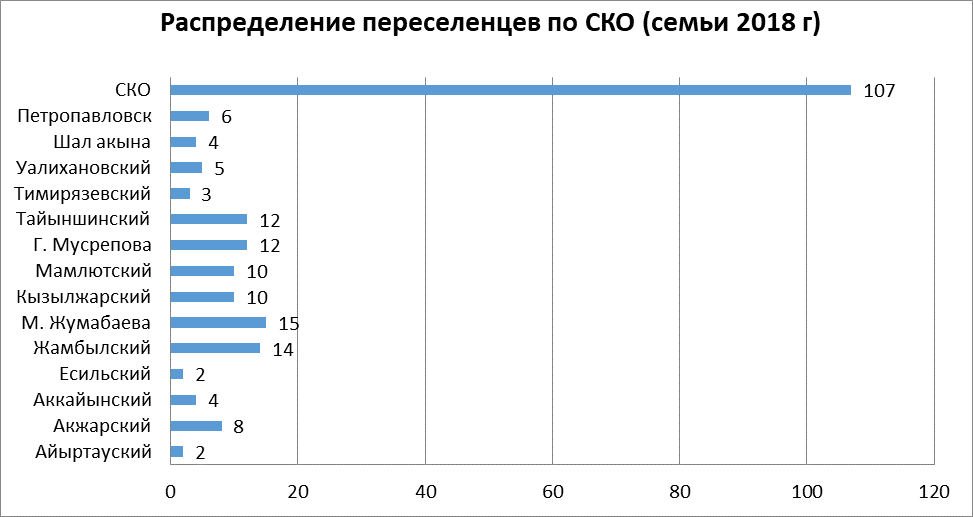 Распределение переселенцев по СКО (семьи 2018 г)
СКО 107
Петропавловск 6
Шал акына 4
Уалихановский 5
Тимирязевский 3
Тайыншинский 12
Г. Мусрепова 12
Мамлютский 10
Кызылжарский 10
М. Жумабаева 15
Жамбылский 14
Есильский 2
Аккайынский 4
Акжарский 8
Айыртауский 2
0 20 40 60 80 100 120